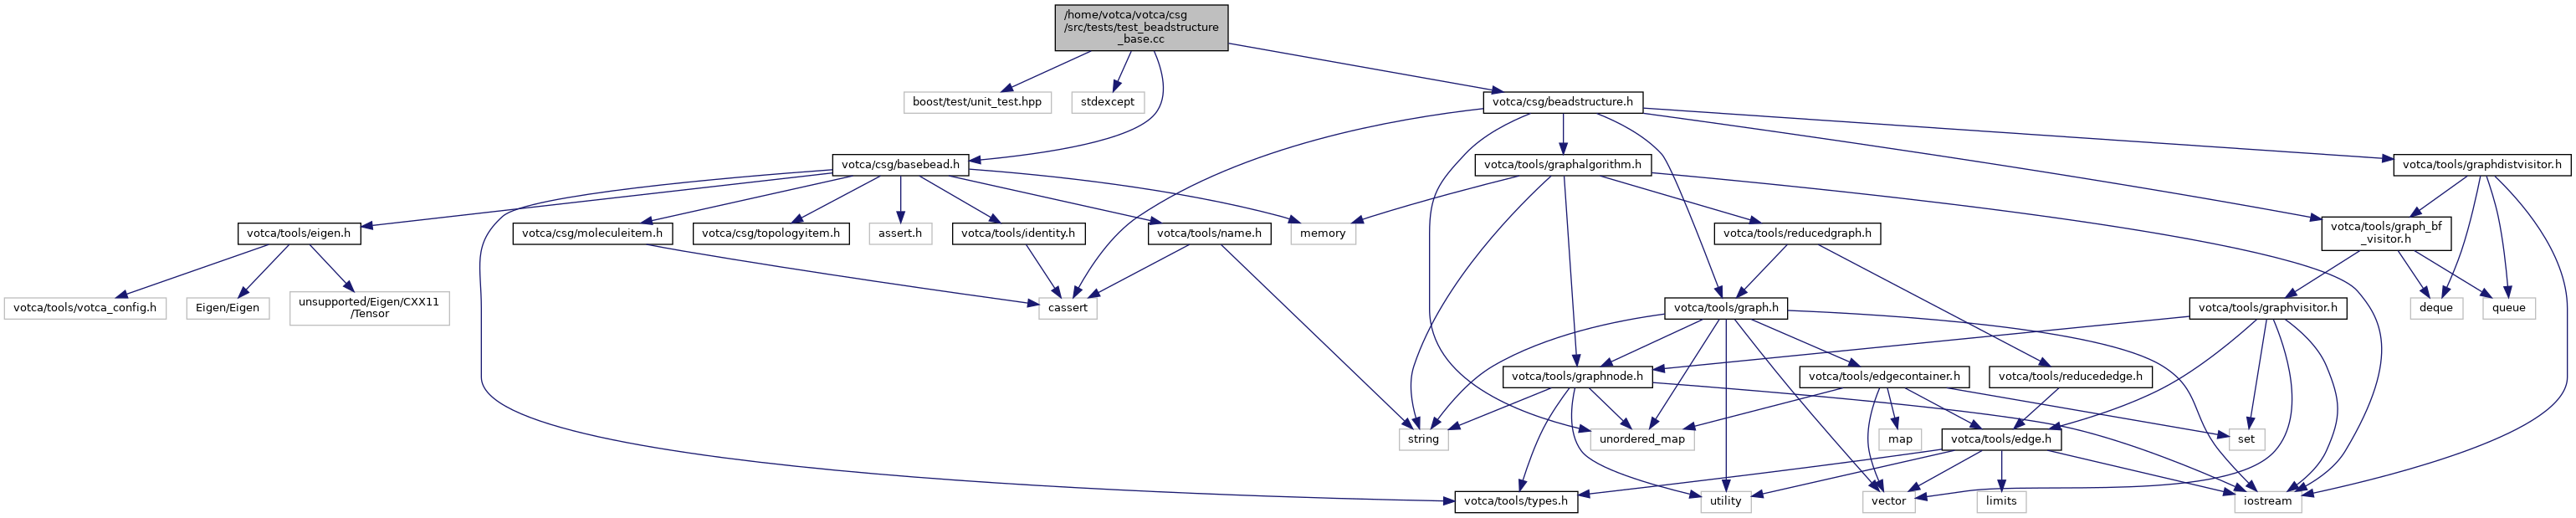 /home/votca/votca/csg
/src/tests/test_beadstructure
_base.cc
boost/test/unit_test.hpp
stdexcept
votca/csg/beadstructure.h
votca/csg/basebead.h
votca/tools/graphalgorithm.h
votca/tools/graphdistvisitor.h
votca/tools/eigen.h
votca/csg/moleculeitem.h
votca/csg/topologyitem.h
assert.h
votca/tools/identity.h
votca/tools/name.h
memory
votca/tools/reducedgraph.h
votca/tools/graph_bf
_visitor.h
votca/tools/votca_config.h
Eigen/Eigen
unsupported/Eigen/CXX11
/Tensor
cassert
votca/tools/graph.h
votca/tools/graphvisitor.h
deque
queue
votca/tools/graphnode.h
votca/tools/edgecontainer.h
votca/tools/reducededge.h
string
unordered_map
map
votca/tools/edge.h
set
votca/tools/types.h
utility
vector
limits
iostream